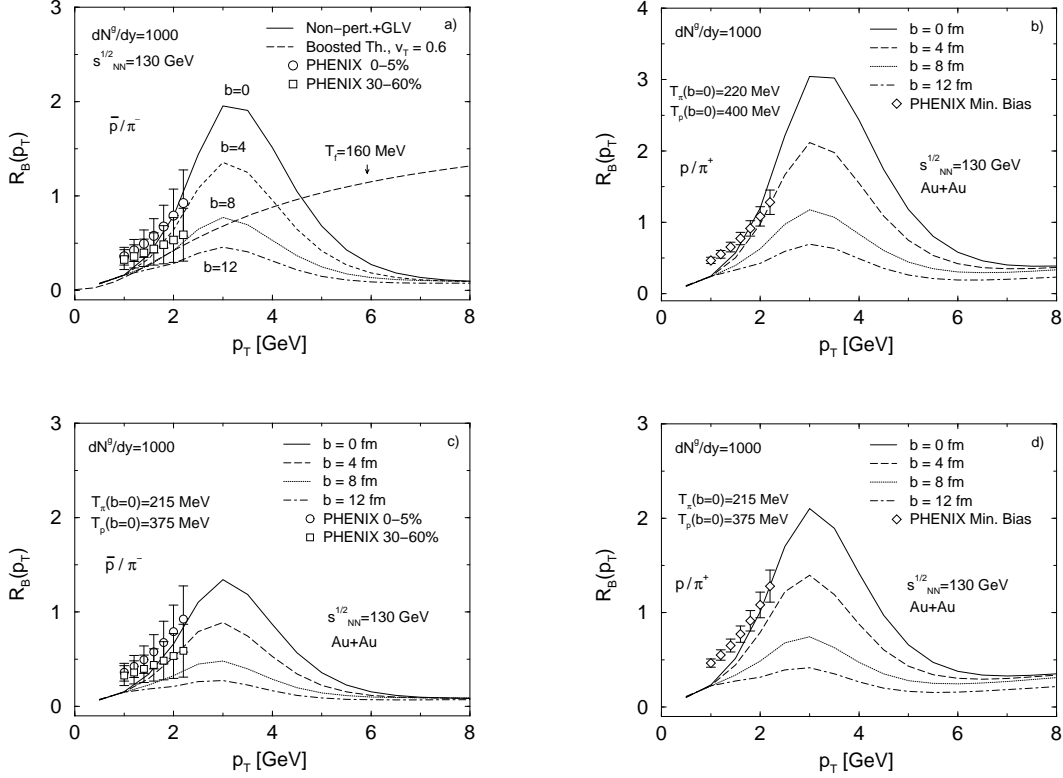 a)
dN^g/dy=1000
s^{1/2}_{NN}=130 GeV
Non-pert.+GLV
Boosted Th., v_T = 0.6
PHENIX 0-5%
PHENIX 30-60%
p̄/π⁻
b=0
b=4
b=8
b=12
T_f=160 MeV
R_B(p_T)
3
2
1
0
0 2 4 6 8
p_T [GeV]
b)
dN^g/dy=1000
b = 0 fm
b = 4 fm
b = 8 fm
b = 12 fm
PHENIX Min. Bias
T_π(b=0)=220 MeV
T_p(b=0)=400 MeV
p/π⁺
s^{1/2}_{NN}=130 GeV
Au+Au
R_B(p_T)
4
3
2
1
0
0 2 4 6 8
p_T [GeV]
c)
dN^g/dy=1000
b = 0 fm
b = 4 fm
b = 8 fm
b = 12 fm
PHENIX 0-5%
PHENIX 30-60%
T_π(b=0)=215 MeV
T_p(b=0)=375 MeV
p̄/π⁻
s^{1/2}_{NN}=130 GeV
Au+Au
R_B(p_T)
3
2
1
0
0 2 4 6 8
p_T [GeV]
d)
dN^g/dy=1000
b = 0 fm
b = 4 fm
b = 8 fm
b = 12 fm
PHENIX Min. Bias
T_π(b=0)=215 MeV
T_p(b=0)=375 MeV
p/π⁺
s^{1/2}_{NN}=130 GeV
Au+Au
R_B(p_T)
3
2
1
0
0 2 4 6 8
p_T [GeV]